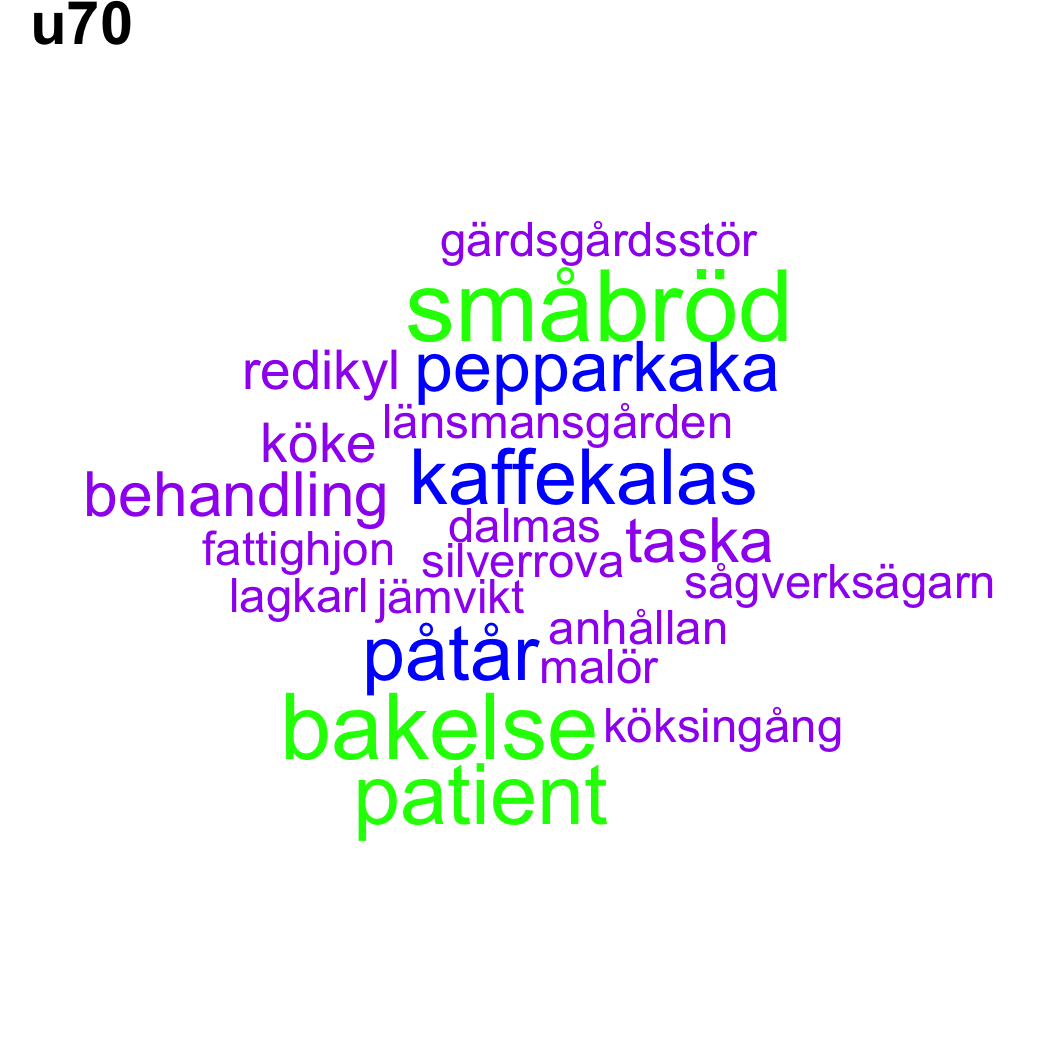 u70
gärdsgårdsstör
småbröd
redikyl pepparkaka
länsmansgården
köke
kaffekalas
behandling
dalmas
taska
fattighjon
silverrova
sågverksägarn
lagkarl jämvikt
anhållan
påtår
malör
bakelse
köksingång
patient